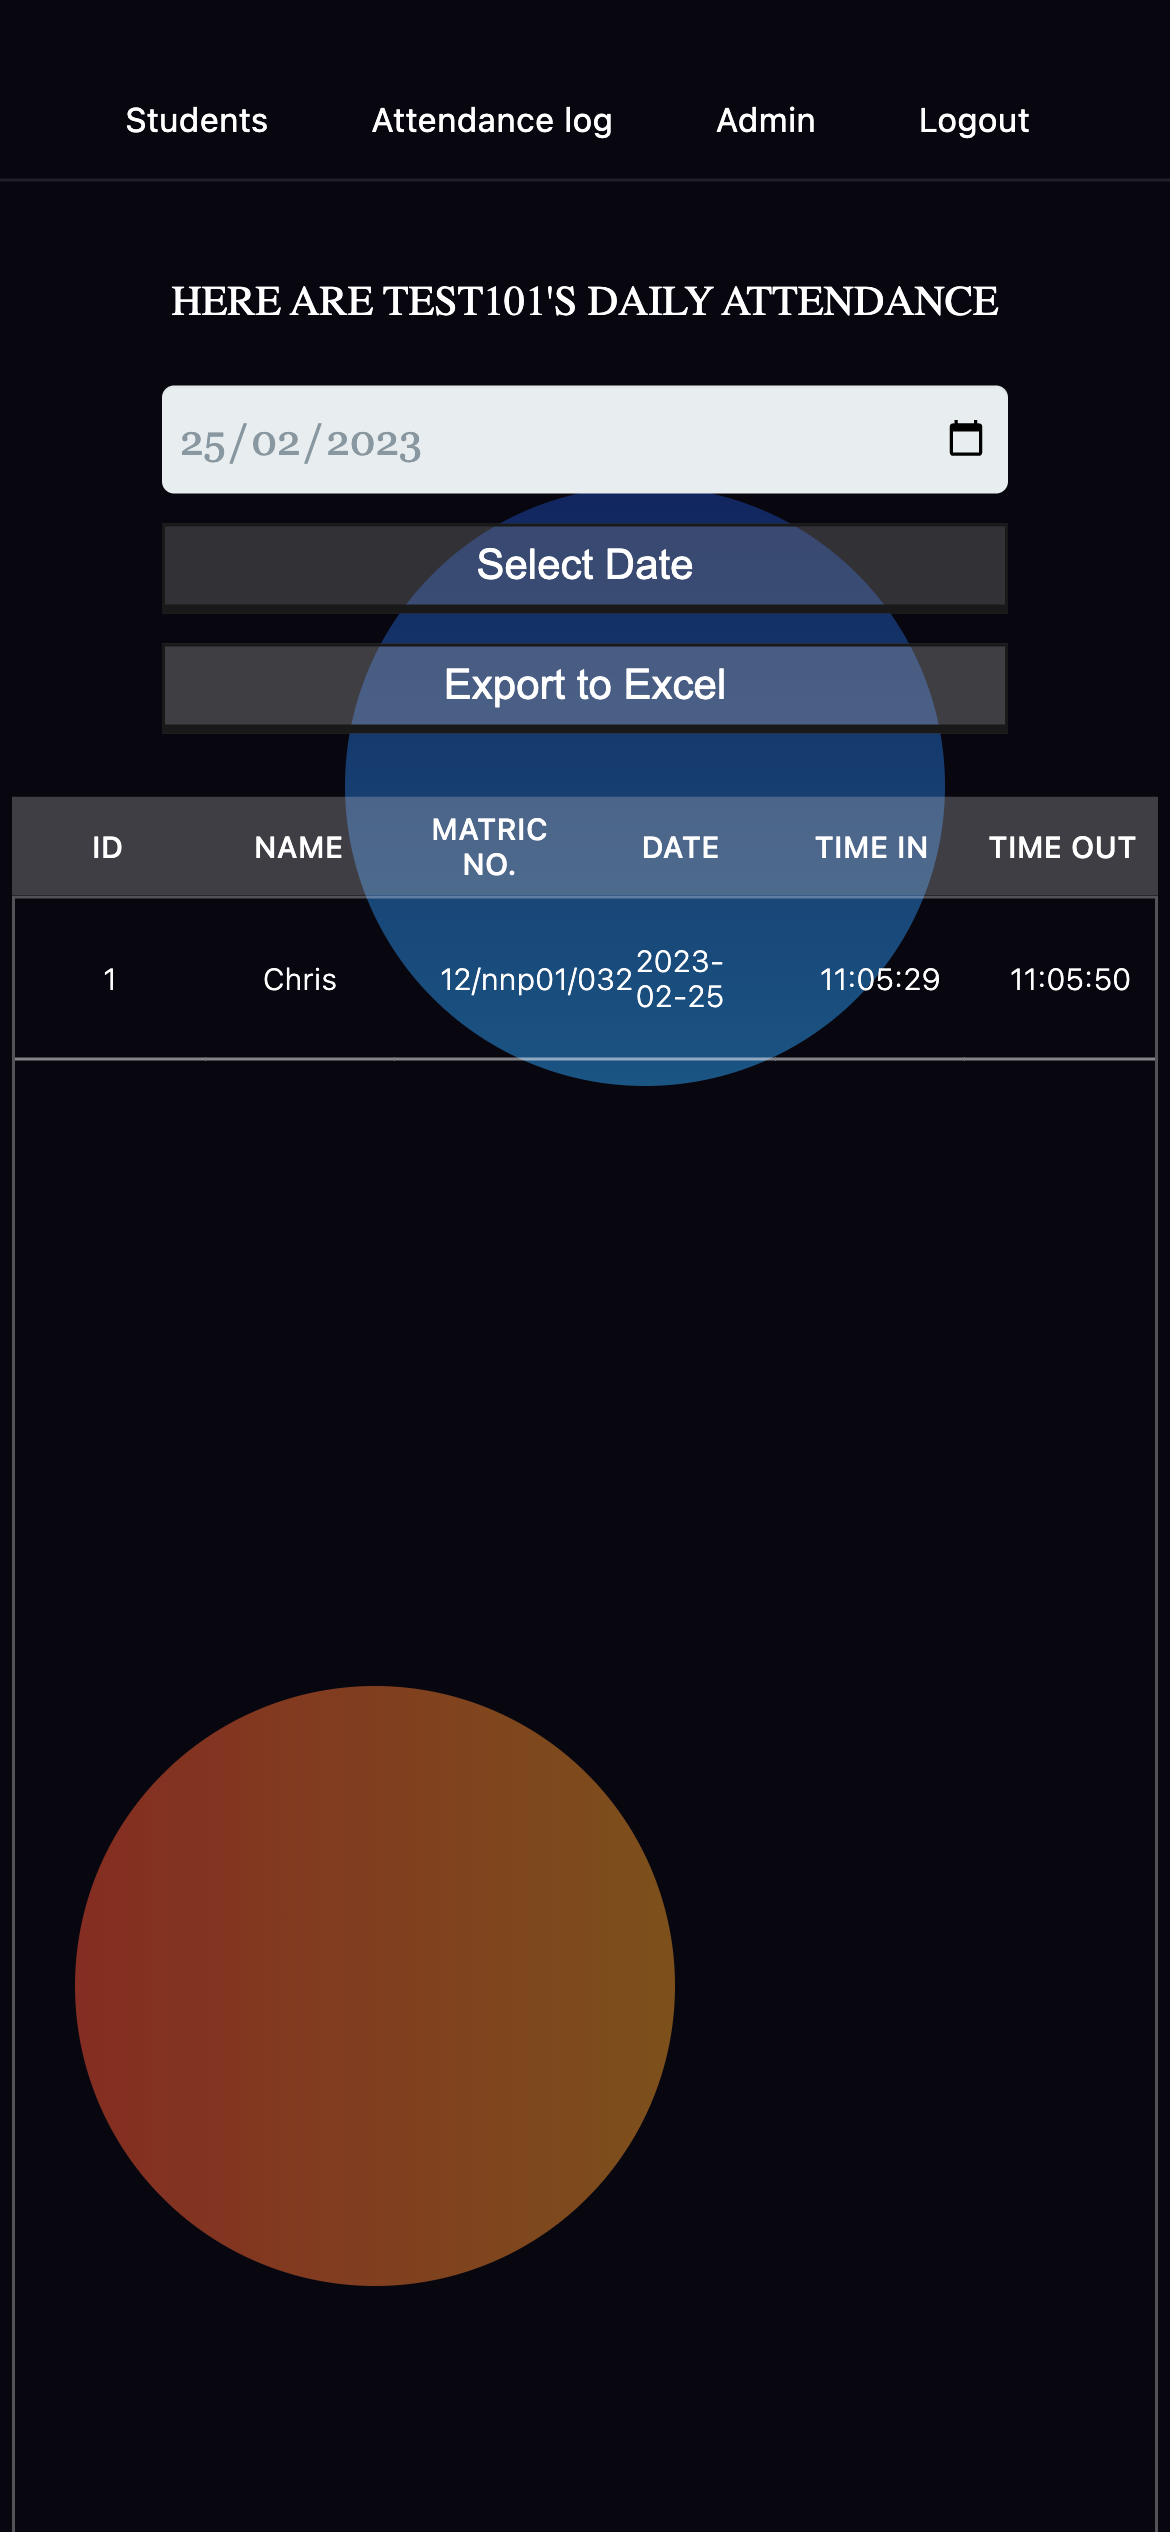 Students Attendance log Admin Logout
HERE ARE TEST101'S DAILY ATTENDANCE
25/02/2023
Select Date
Export to Excel
ID NAME MATRIC NO. DATE TIME IN TIME OUT
1 Chris 12/nnp01/032 2023-02-25 11:05:29 11:05:50